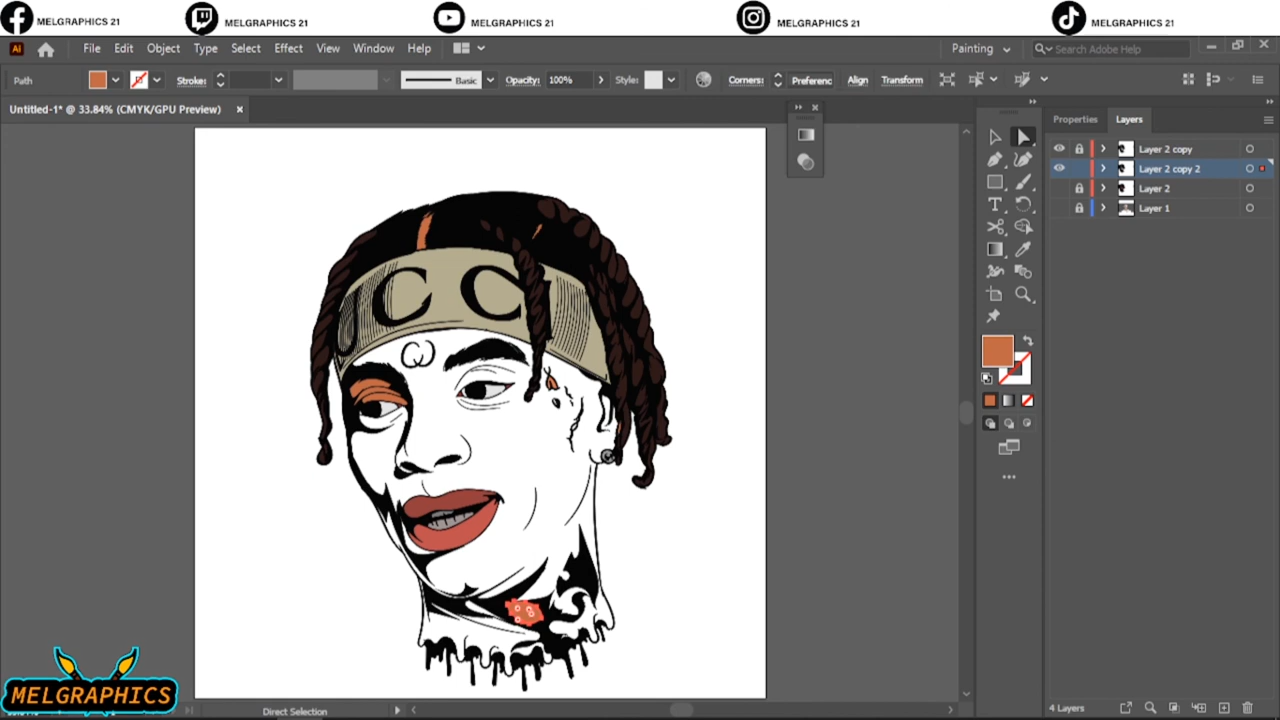 MELGRAPHICS 21
MELGRAPHICS 21
MELGRAPHICS 21
MELGRAPHICS 21
MELGRAPHICS 21
Ai File Edit Object Type Select Effect View Window Help Painting Search Adobe Help
Path Stroke: Basic Opacity: 100% Style: Corners: Preferenc Align Transform
Untitled-1* @ 33.84% (CMYK/GPU Preview)
Properties Layers
Layer 2 copy
Layer 2 copy 2
Layer 2
Layer 1
T
JCCI
MELGRAPHICS
Direct Selection
4 Layers